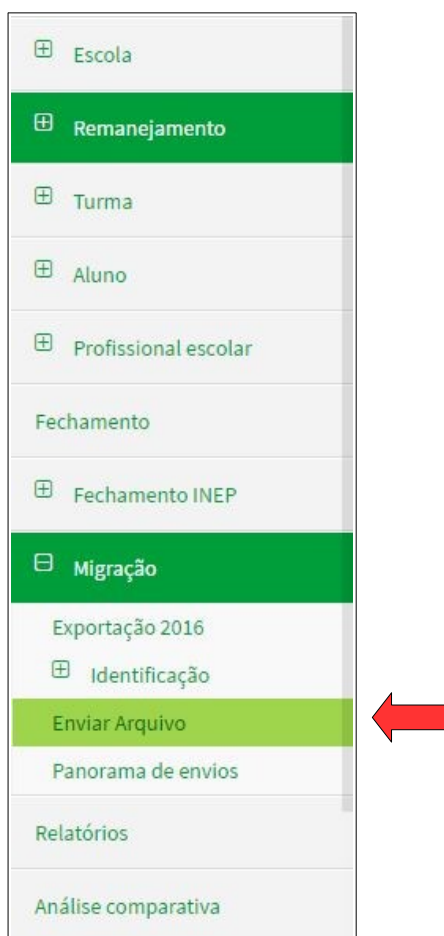 Escola
Remanejamento
Turma
Aluno
Profissional escolar
Fechamento
Fechamento INEP
Migração
Exportação 2016
Identificação
Enviar Arquivo
Panorama de envios
Relatórios
Análise comparativa